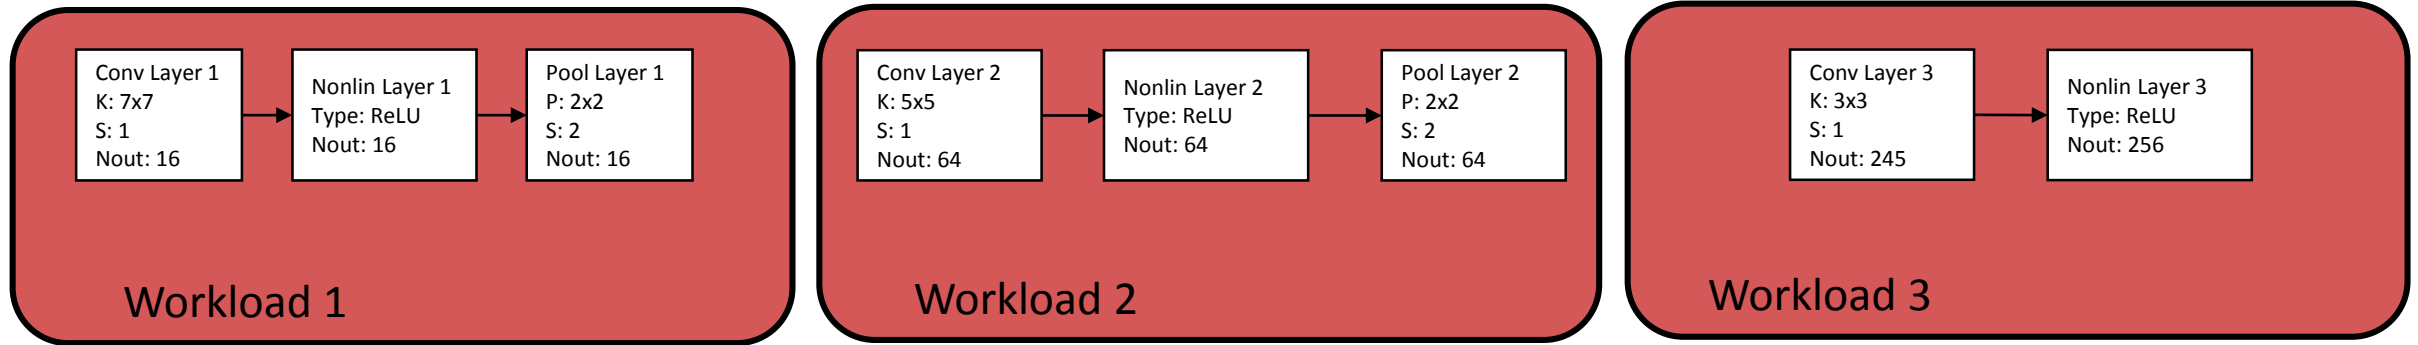 Conv Layer 1
K: 7x7
S: 1
Nout: 16
Nonlin Layer 1
Type: ReLU
Nout: 16
Pool Layer 1
P: 2x2
S: 2
Nout: 16
Workload 1
Conv Layer 2
K: 5x5
S: 1
Nout: 64
Nonlin Layer 2
Type: ReLU
Nout: 64
Pool Layer 2
P: 2x2
S: 2
Nout: 64
Workload 2
Conv Layer 3
K: 3x3
S: 1
Nout: 245
Nonlin Layer 3
Type: ReLU
Nout: 256
Workload 3